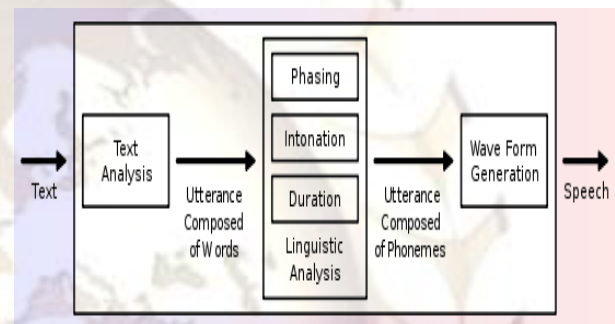 Text
Text
Analysis
Utterance
Composed
of Words
Phasing
Intonation
Duration
Linguistic
Analysis
Utterance
Composed
of Phonemes
Wave Form
Generation
Speech